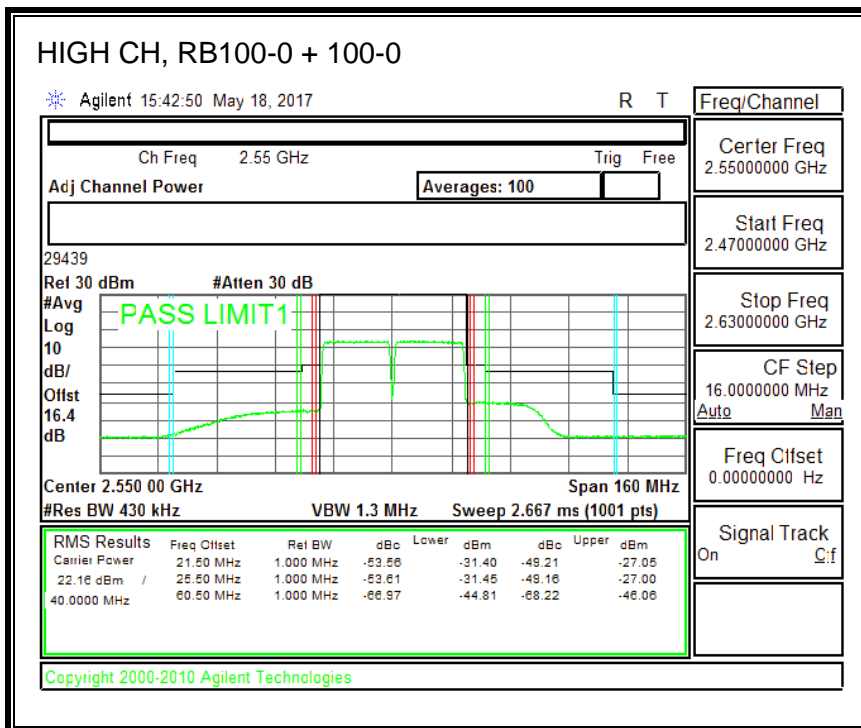 HIGH CH, RB100-0 + 100-0
Agilent 15:42:50 May 18, 2017 R T
Freq/Channel
Ch Freq 2.55 GHz Trig Free
Adj Channel Power Averages: 100
Center Freq
2.55000000 GHz
Start Freq
2.47000000 GHz
Stop Freq
2.63000000 GHz
CF Step
16.0000000 MHz
Auto Man
Freq Offset
0.00000000 Hz
Signal Track
On Off
29439
Ref 30 dBm #Atten 30 dB
#Avg
Log
10
dB/
Offst
16.4
dB
PASS LIMIT1
Center 2.550 00 GHz Span 160 MHz
#Res BW 430 kHz VBW 1.3 MHz Sweep 2.667 ms (1001 pts)
RMS Results Freq Offset Ref BW dBc Lower dBm dBc Upper dBm
Carrier Power 21.50 MHz 1.000 MHz -53.56 -31.40 -49.21 -27.05
22.16 dBm / 25.50 MHz 1.000 MHz -53.61 -31.45 -49.16 -27.00
40.0000 MHz 60.50 MHz 1.000 MHz -66.97 -44.81 -68.22 -46.06
Copyright 2000-2010 Agilent Technologies